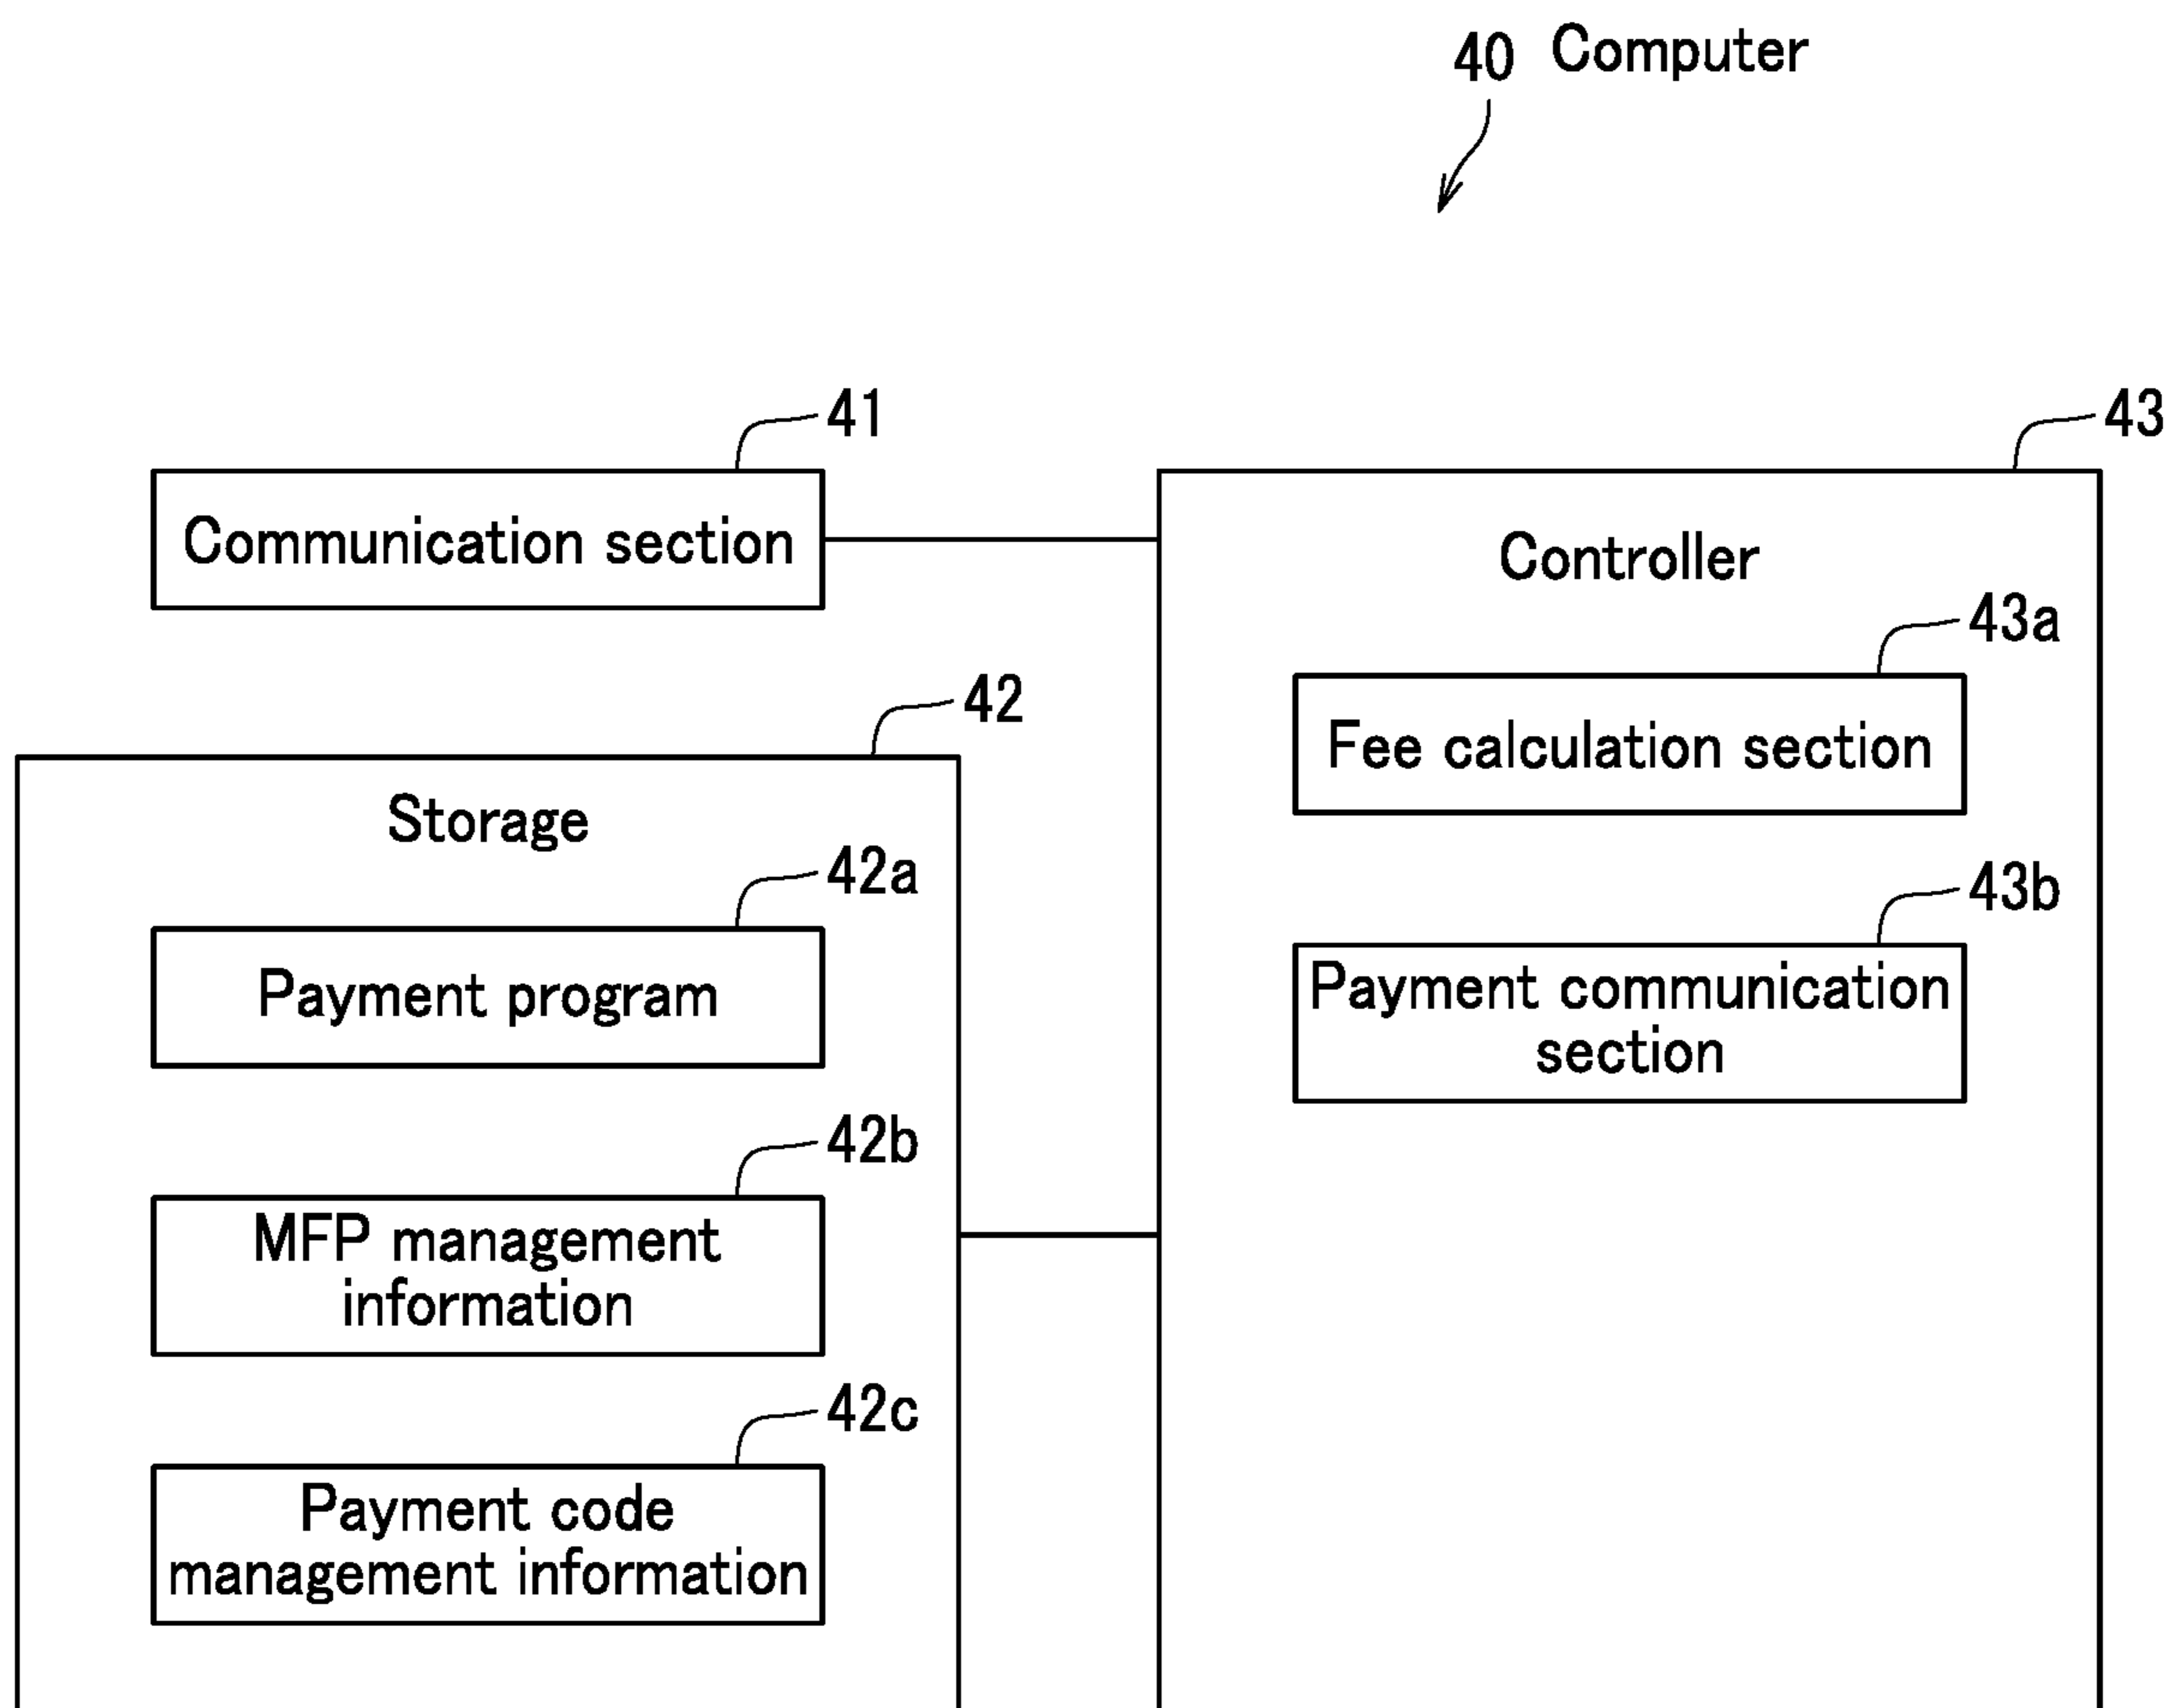 40 Computer
41
Communication section
42
Storage
42a
Payment program
42b
MFP management
information
42c
Payment code
management information
43
Controller
43a
Fee calculation section
43b
Payment communication
section